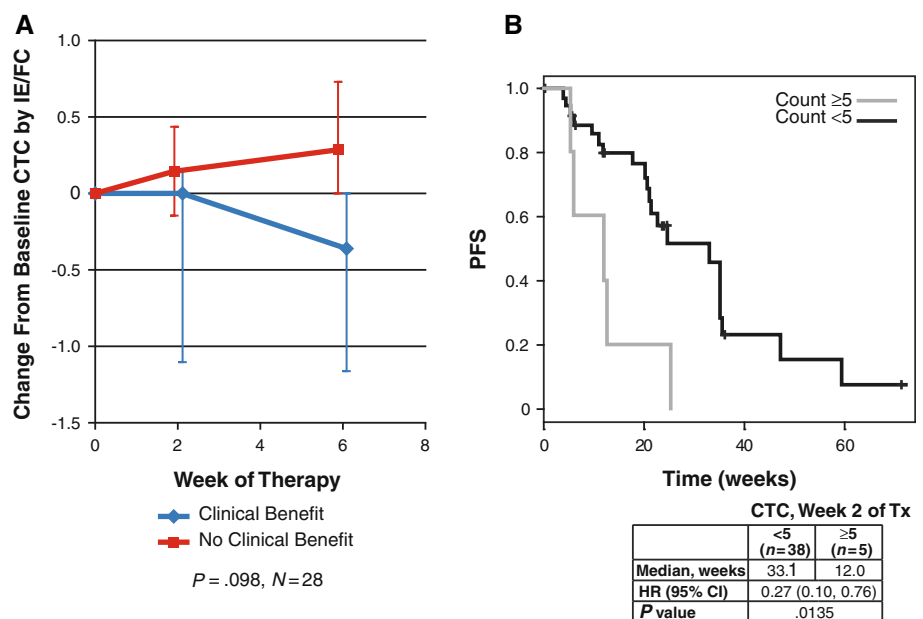 A
Change From Baseline CTC by IE/FC
1.0
0.5
0
-0.5
-1.0
-1.5
0 2 4 6 8
Week of Therapy
Clinical Benefit
No Clinical Benefit
P = .098, N=28
B
PFS
1.0
0.8
0.6
0.4
0.2
0
Count ≥5
Count <5
0 20 40 60
Time (weeks)
CTC, Week 2 of Tx
<5 ≥5
(n=38) (n=5)
Median, weeks 33.1 12.0
HR (95% CI) 0.27 (0.10, 0.76)
P value .0135